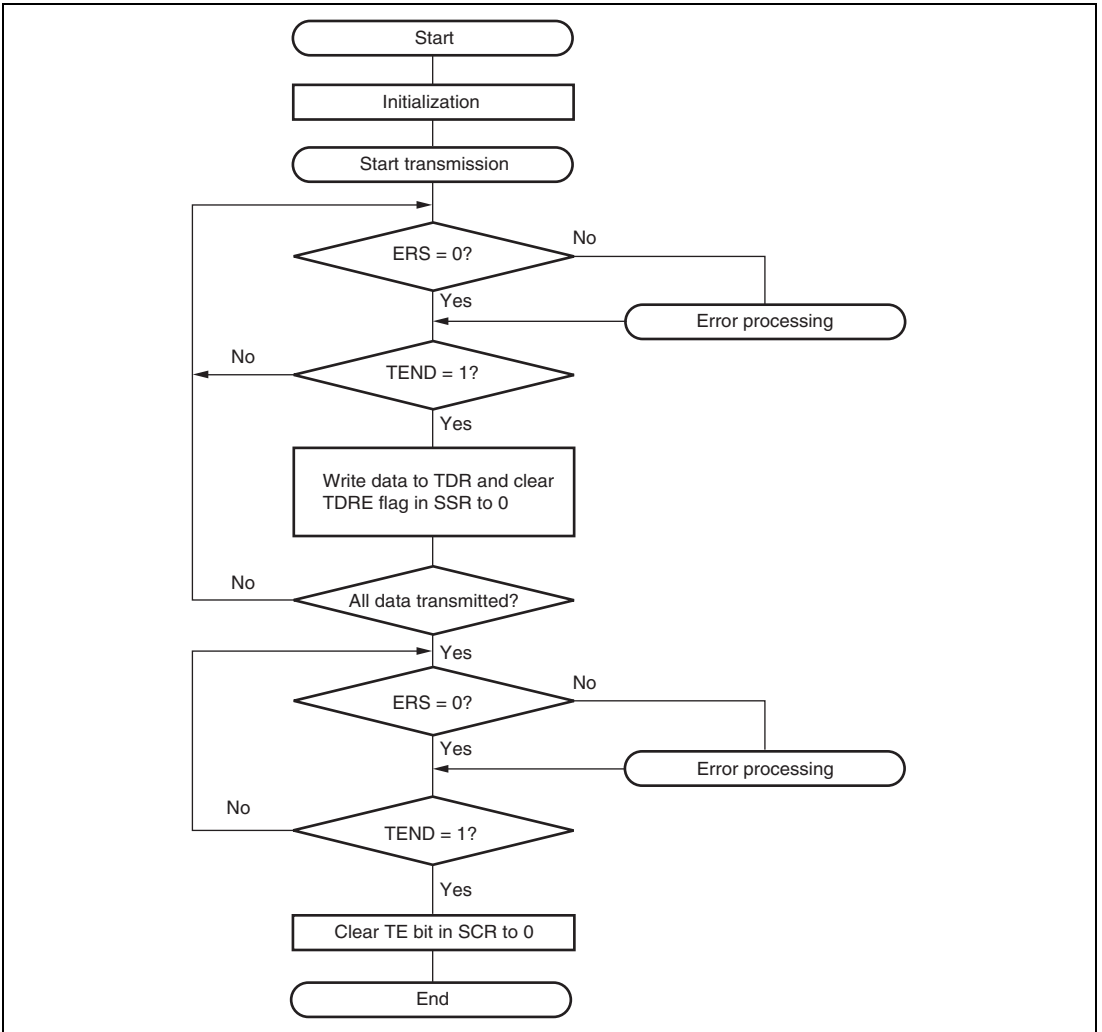 Start
Initialization
Start transmission
No
ERS = 0?
Yes
Error processing
No
TEND = 1?
Yes
Write data to TDR and clear
TDRE flag in SSR to 0
No
All data transmitted?
Yes
No
ERS = 0?
Yes
Error processing
No
TEND = 1?
Yes
Clear TE bit in SCR to 0
End